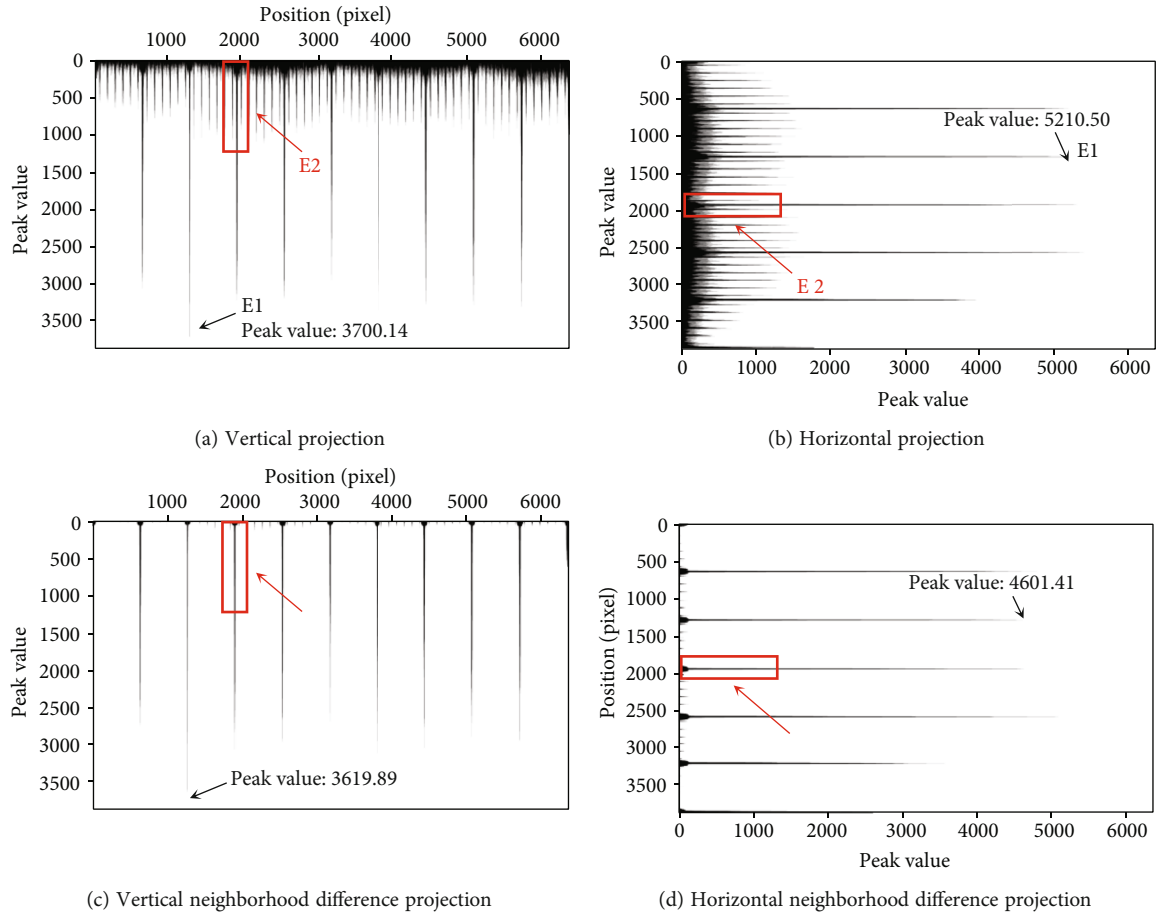 Position (pixel)
1000 2000 3000 4000 5000 6000
0
500
1000
1500
2000
2500
3000
3500
Peak value
E2
E1
Peak value: 3700.14
(a) Vertical projection
0
500
1000
1500
2000
2500
3000
3500
Peak value
Peak value: 5210.50
E1
E 2
0 1000 2000 3000 4000 5000 6000
Peak value
(b) Horizontal projection
Position (pixel)
1000 2000 3000 4000 5000 6000
0
500
1000
1500
2000
2500
3000
3500
Peak value
Peak value: 3619.89
(c) Vertical neighborhood difference projection
0
500
1000
1500
2000
2500
3000
3500
Position (pixel)
Peak value: 4601.41
0 1000 2000 3000 4000 5000 6000
Peak value
(d) Horizontal neighborhood difference projection